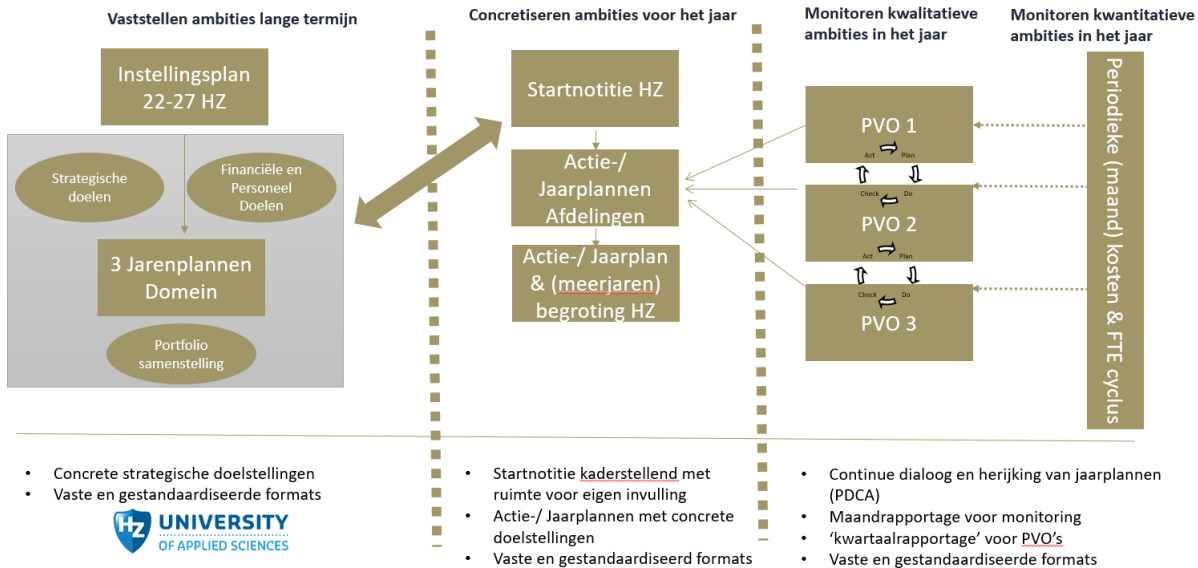 Vaststellen ambities lange termijn
Instellingsplan
22-27 HZ
Strategische
doelen
Financiële en
Personeel
Doelen
3 Jarenplannen
Domein
Portfolio
samenstelling
• Concrete strategische doelstellingen
• Vaste en gestandaardiseerde formats
HZ UNIVERSITY
OF APPLIED SCIENCES
Concretiseren ambities voor het jaar
Startnotitie HZ
Actie-/
Jaarplannen
Afdelingen
Actie-/ Jaarplan
& (meerjaren)
begroting HZ
• Startnotitie kaderstellend met
ruimte voor eigen invulling
• Actie-/ Jaarplannen met concrete
doelstellingen
• Vaste en gestandaardiseerd formats
Monitoren kwalitatieve
ambities in het jaar
PVO 1
Act Plan
Check Do
PVO 2
Act Plan
Check Do
PVO 3
Monitoren kwantitatieve
ambities in het jaar
Periodieke (maand) kosten & FTE cyclus
• Continue dialoog en herijking van jaarplannen
(PDCA)
• Maandrapportage voor monitoring
• ‘kwartaalrapportage’ voor PVO’s
• Vaste en gestandaardiseerde formats